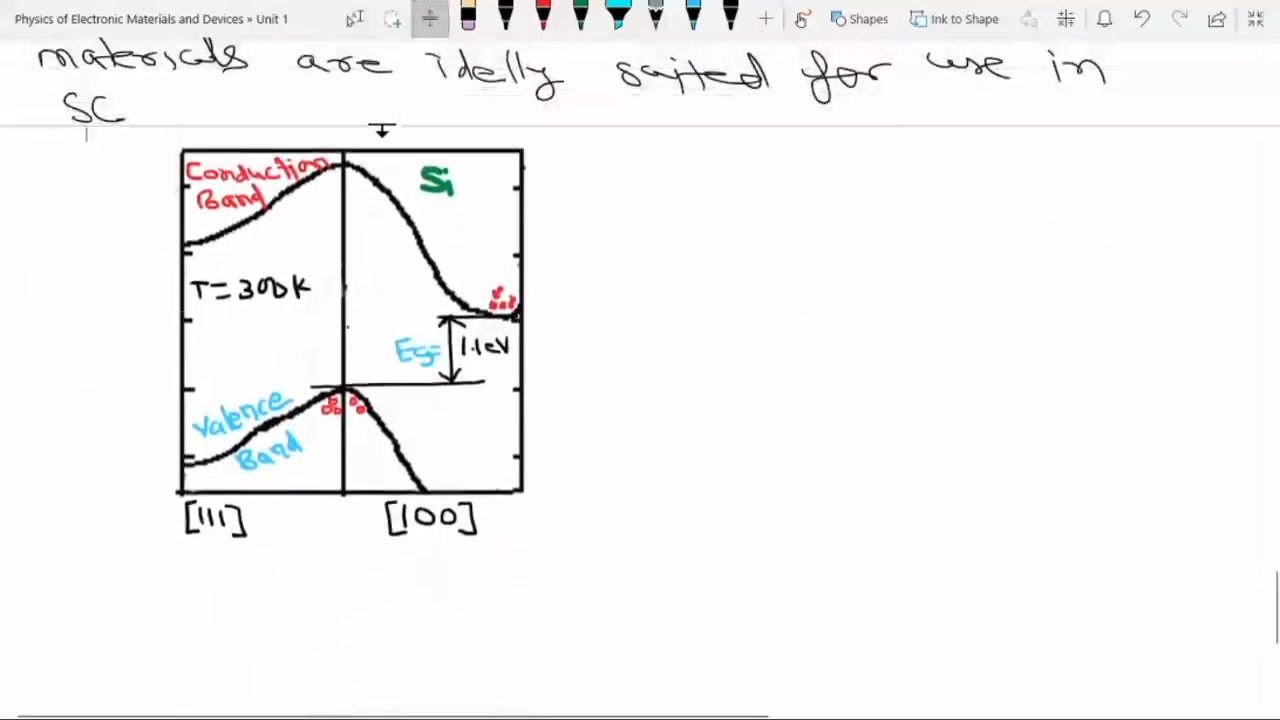 Physics of Electronic Materials and Devices » Unit 1
Shapes
Ink to Shape
materials are idelly suited for use in
SC
Conduction
Band
Si
T=300K
Eg=
1.1eV
Valence
Band
[111]
[100]